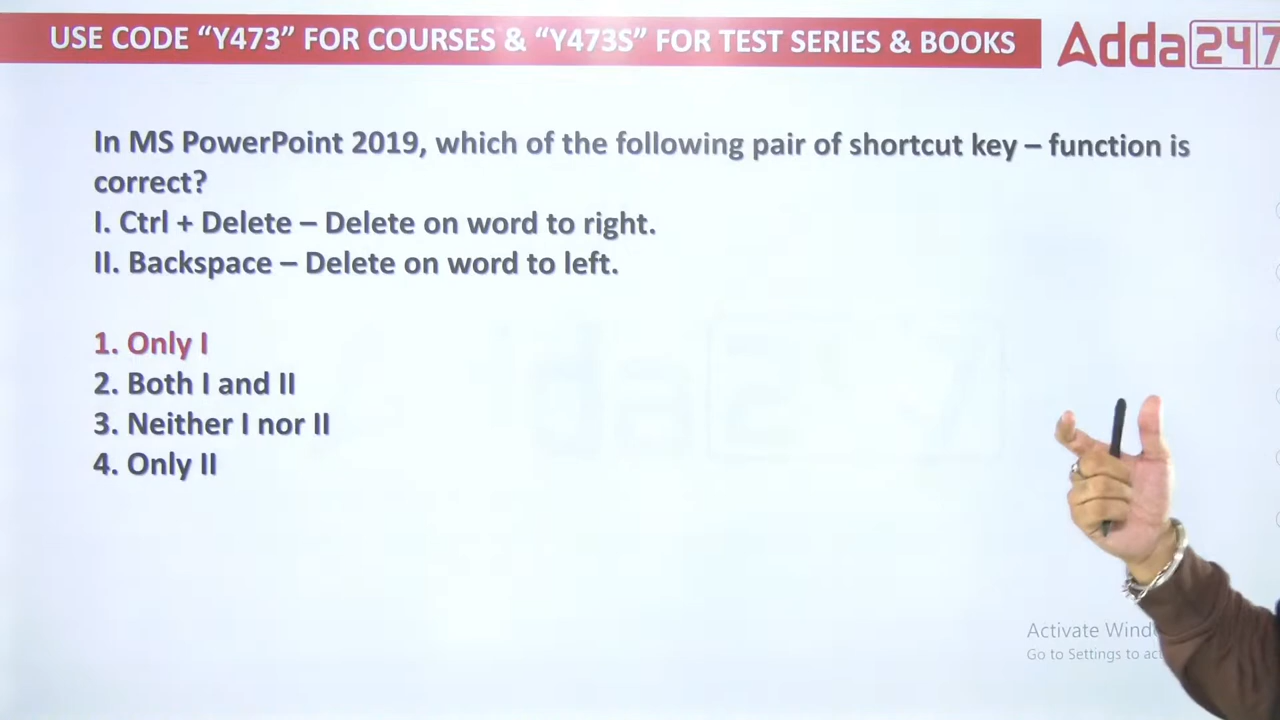 USE CODE “Y473” FOR COURSES & “Y473S” FOR TEST SERIES & BOOKS
Adda247
In MS PowerPoint 2019, which of the following pair of shortcut key – function is
correct?
I. Ctrl + Delete – Delete on word to right.
II. Backspace – Delete on word to left.
1. Only I
2. Both I and II
3. Neither I nor II
4. Only II
Activate
Go to Settings to